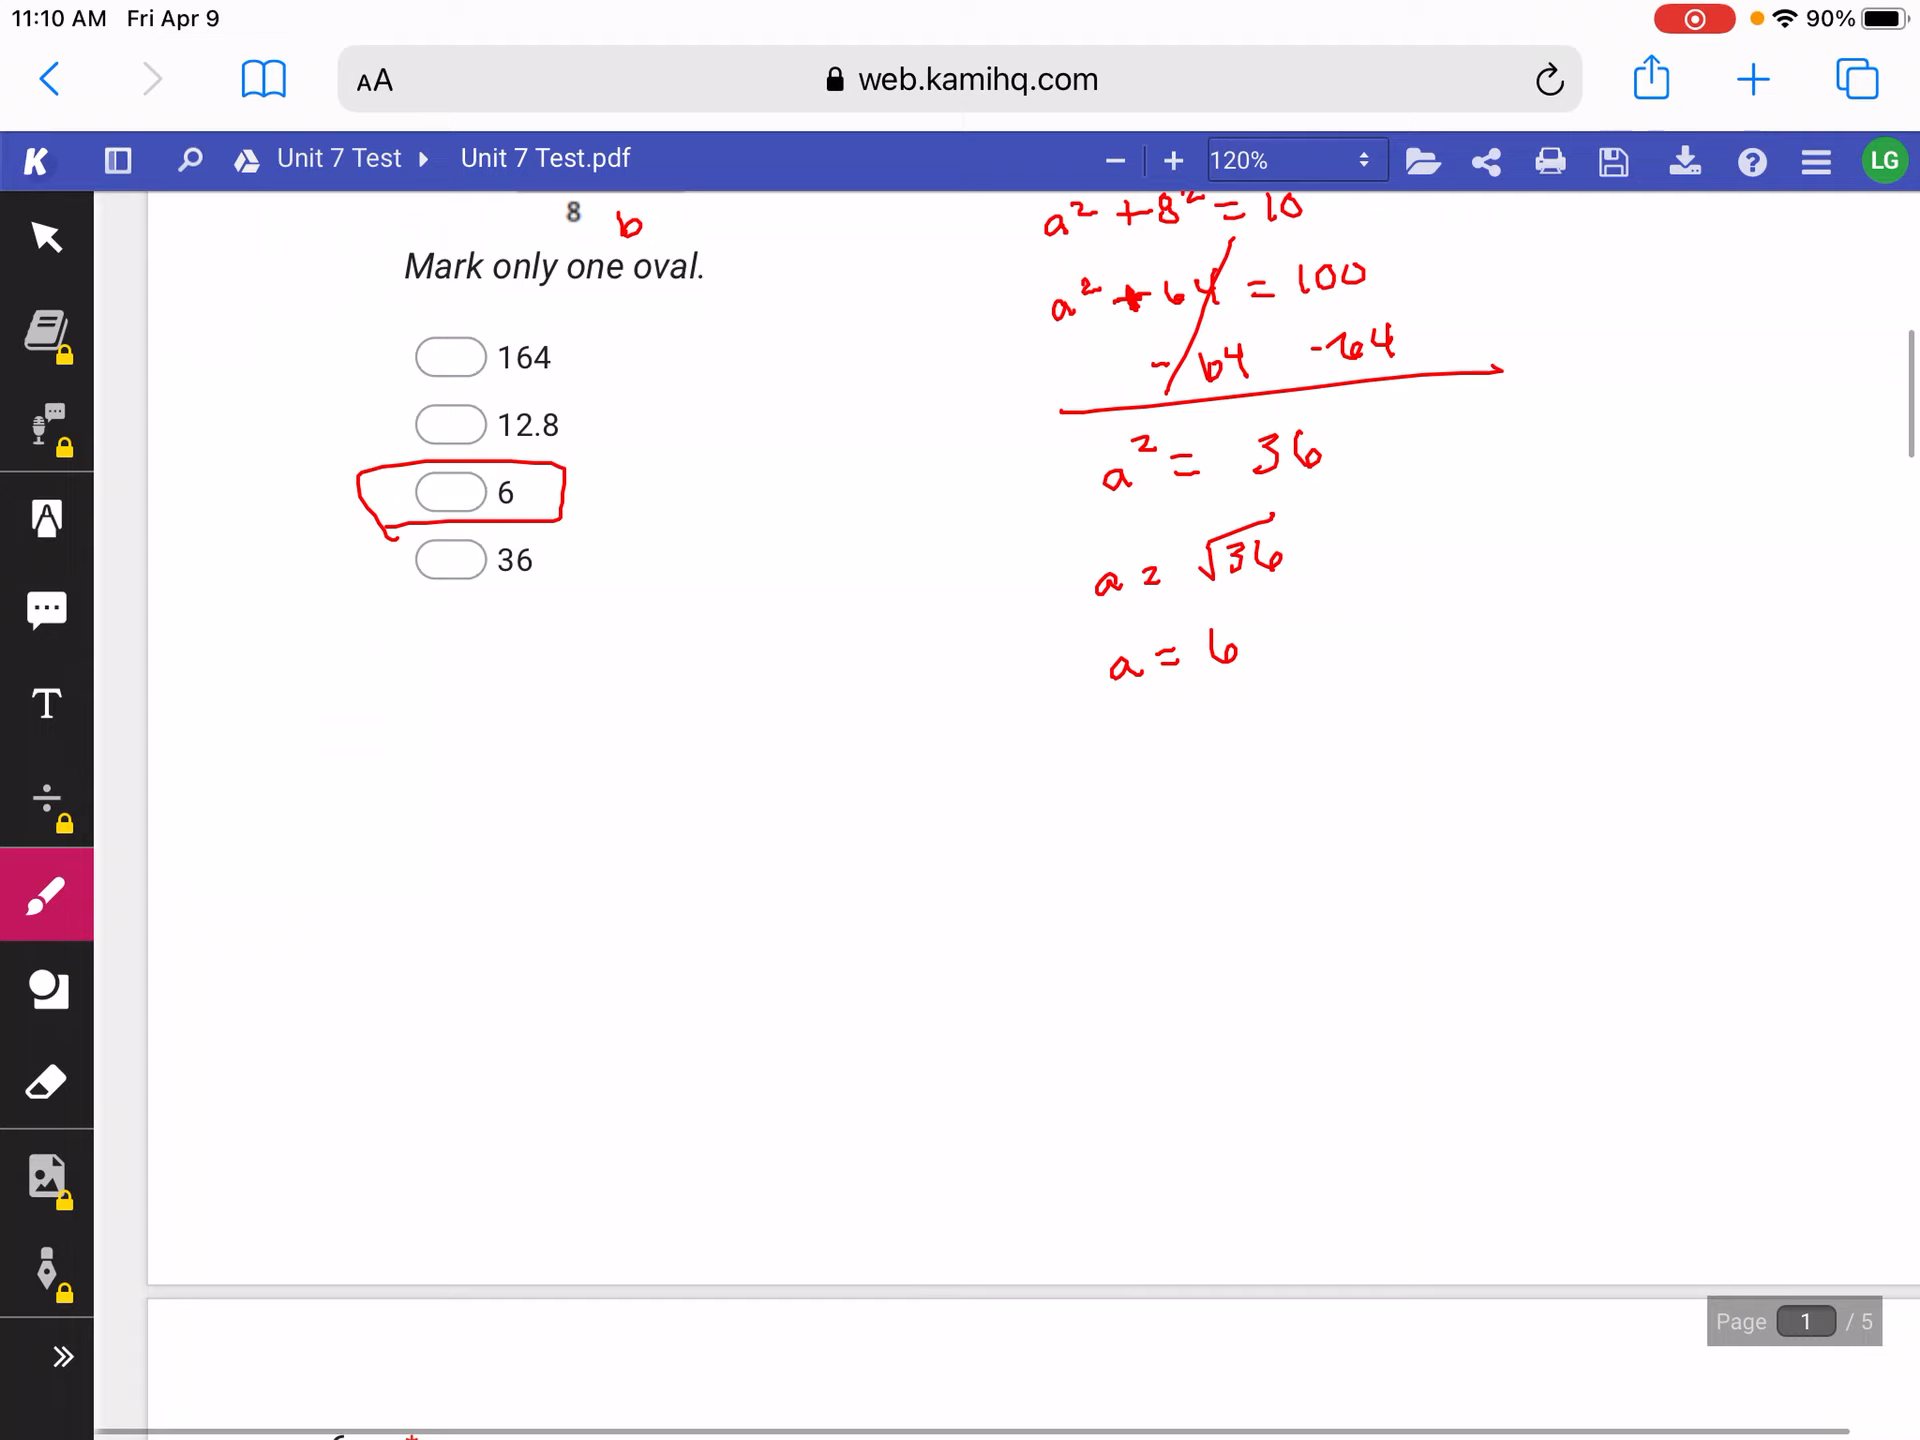 11:10 AM Fri Apr 9
90%
AA
web.kamihq.com
K
Unit 7 Test
Unit 7 Test.pdf
120%
LG
8 b
Mark only one oval.
164
12.8
6
36
a² + 8² = 10
a² + 64 = 100
- 64 -64
a² = 36
a = √36
a = 6
T
Page 1 / 5